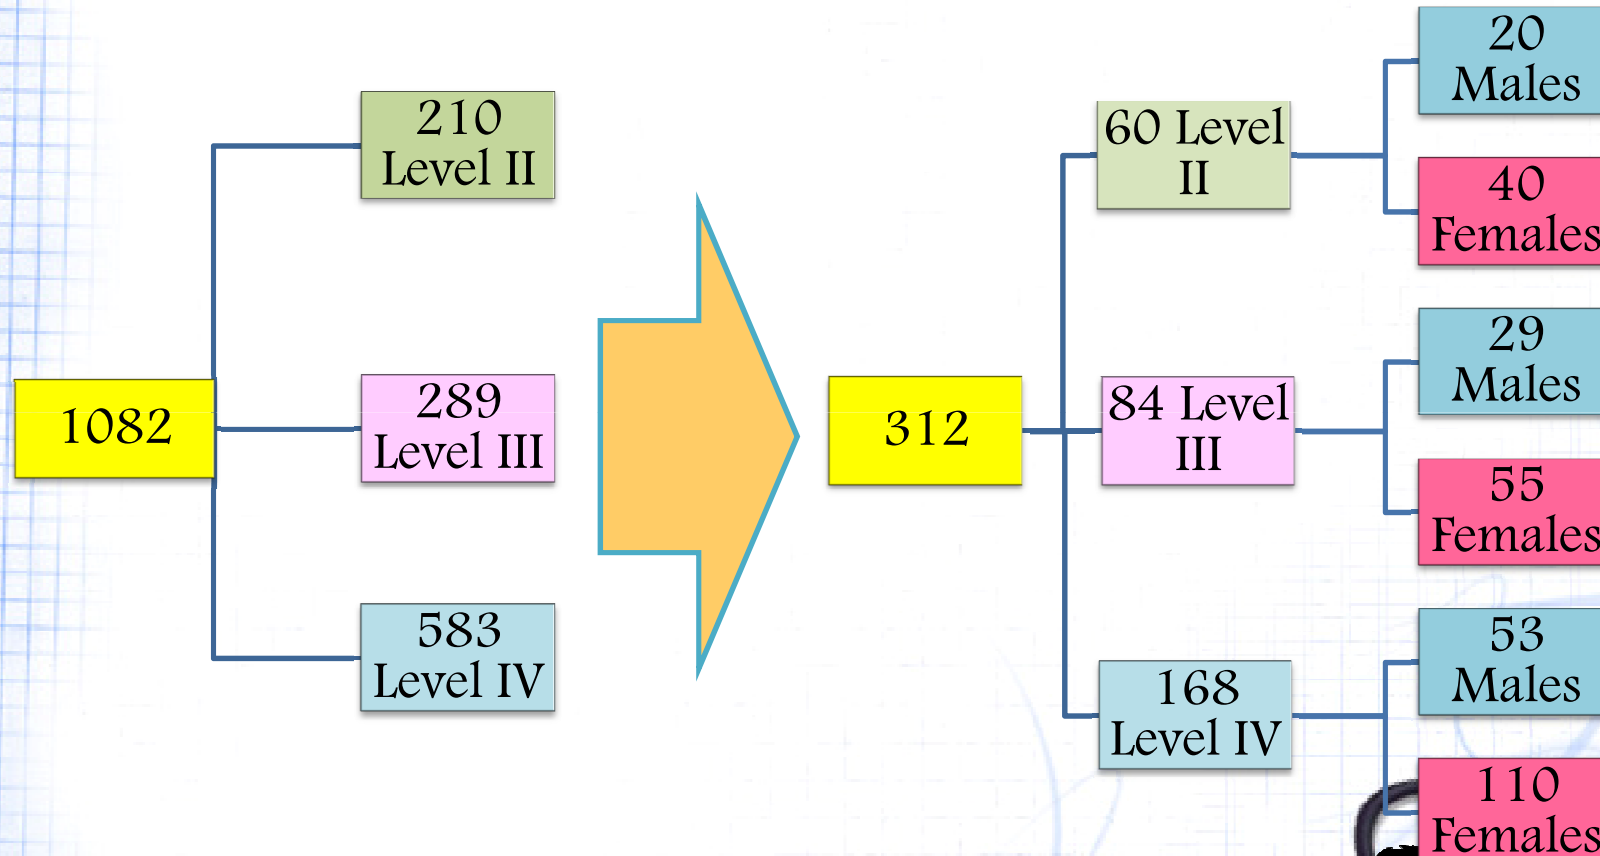 1082
210
Level II
289
Level III
583
Level IV
312
60 Level
II
84 Level
III
168
Level IV
20
Males
40
Females
29
Males
55
Females
53
Males
110
Females